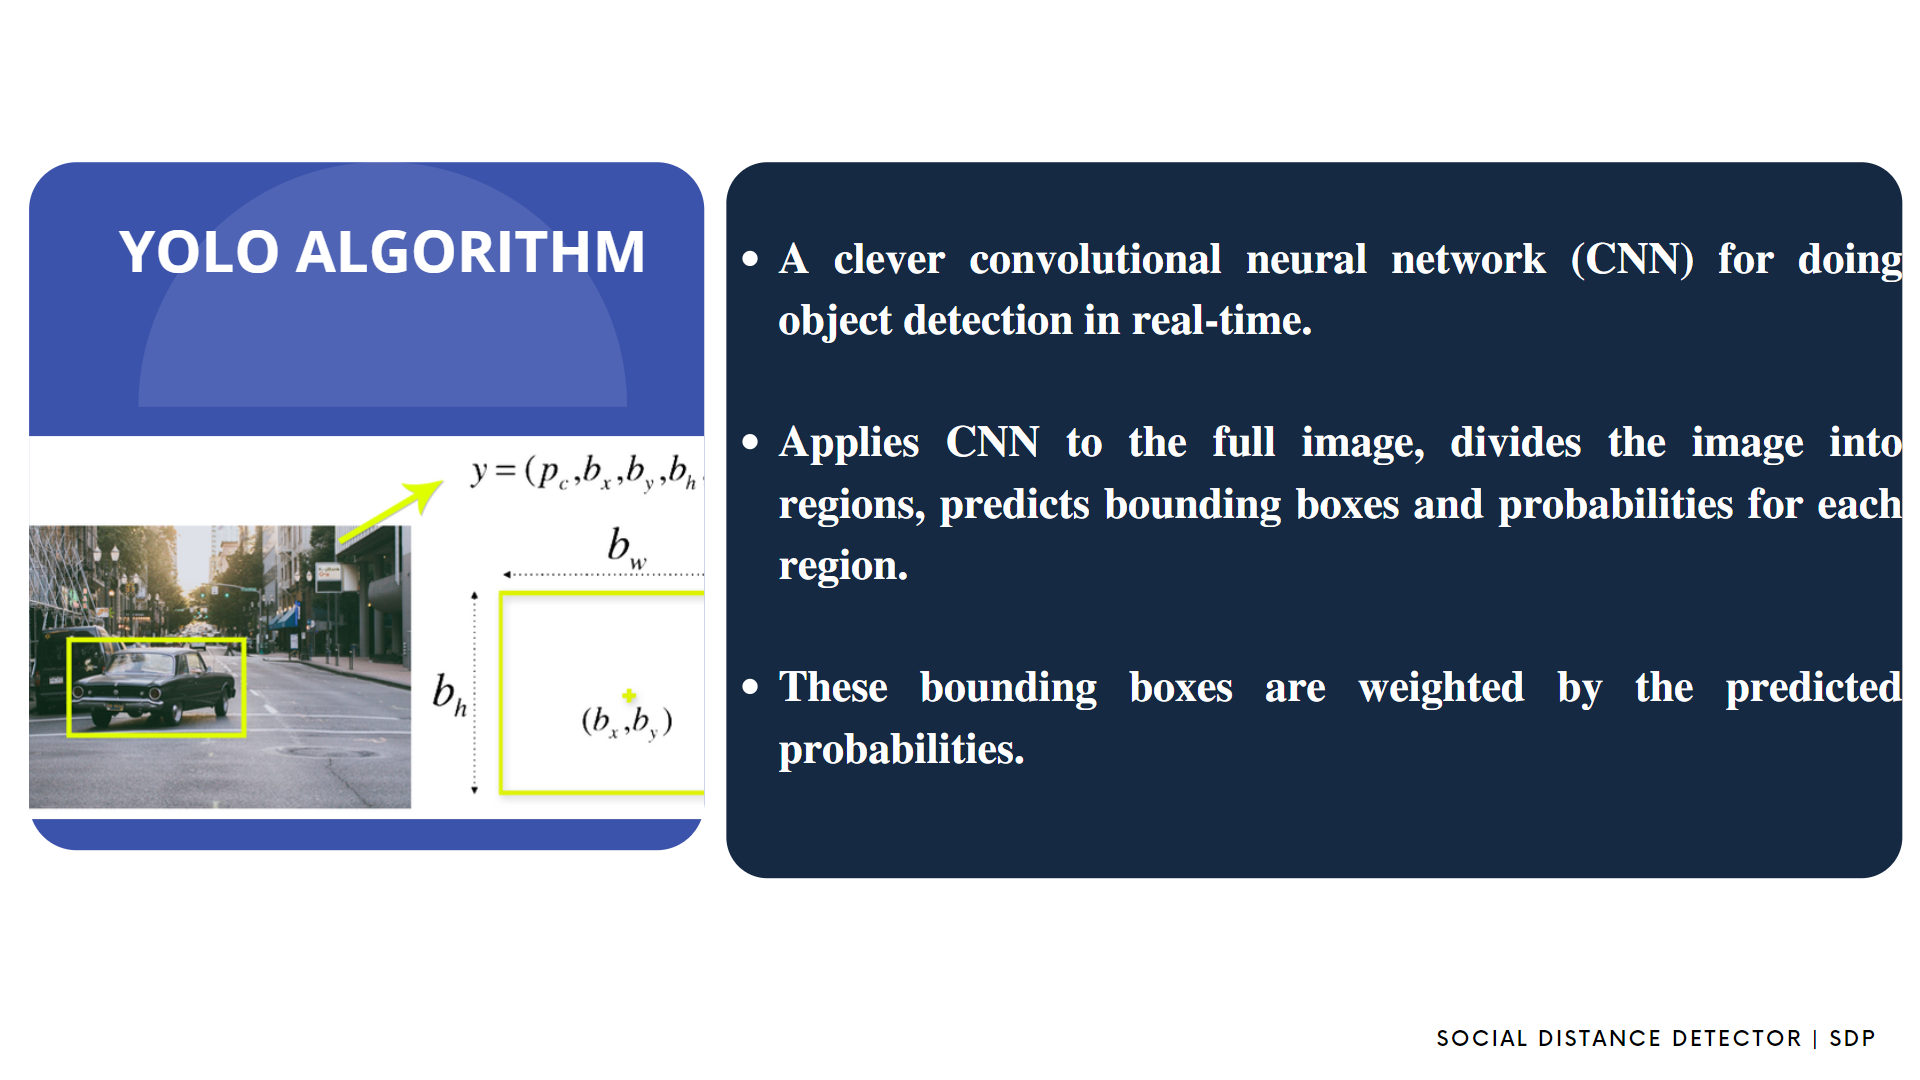 YOLO ALGORITHM
y=(p_c,b_x,b_y,b_h
b_w
b_h
(b_x,b_y)
• A clever convolutional neural network (CNN) for doing
object detection in real-time.
• Applies CNN to the full image, divides the image into
regions, predicts bounding boxes and probabilities for each
region.
• These bounding boxes are weighted by the predicted
probabilities.
SOCIAL DISTANCE DETECTOR | SDP